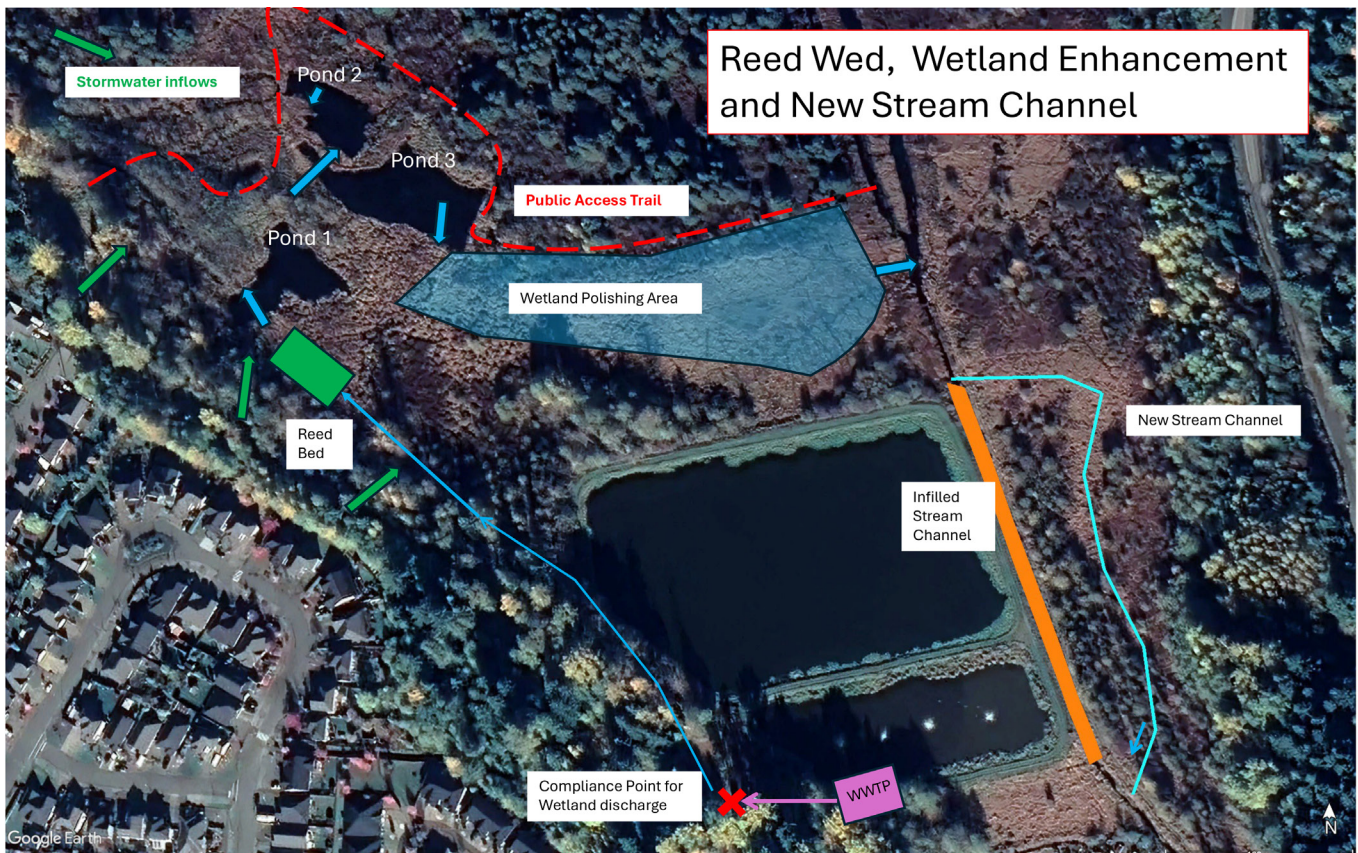 Reed Wed, Wetland Enhancement
and New Stream Channel
Stormwater inflows
Pond 2
Pond 3
Public Access Trail
Pond 1
Wetland Polishing Area
Reed
Bed
New Stream Channel
Infilled
Stream
Channel
Compliance Point for
Wetland discharge
WWTP
N
Google Earth